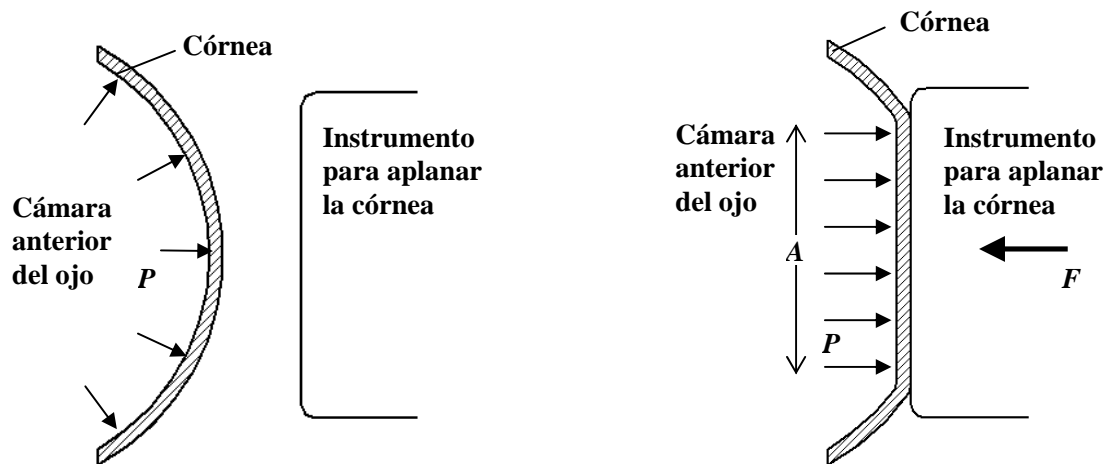 Córnea
Instrumento
para aplanar
la córnea
Cámara
anterior
del ojo
P
Córnea
Cámara
anterior
del ojo
Instrumento
para aplanar
la córnea
A
F
P